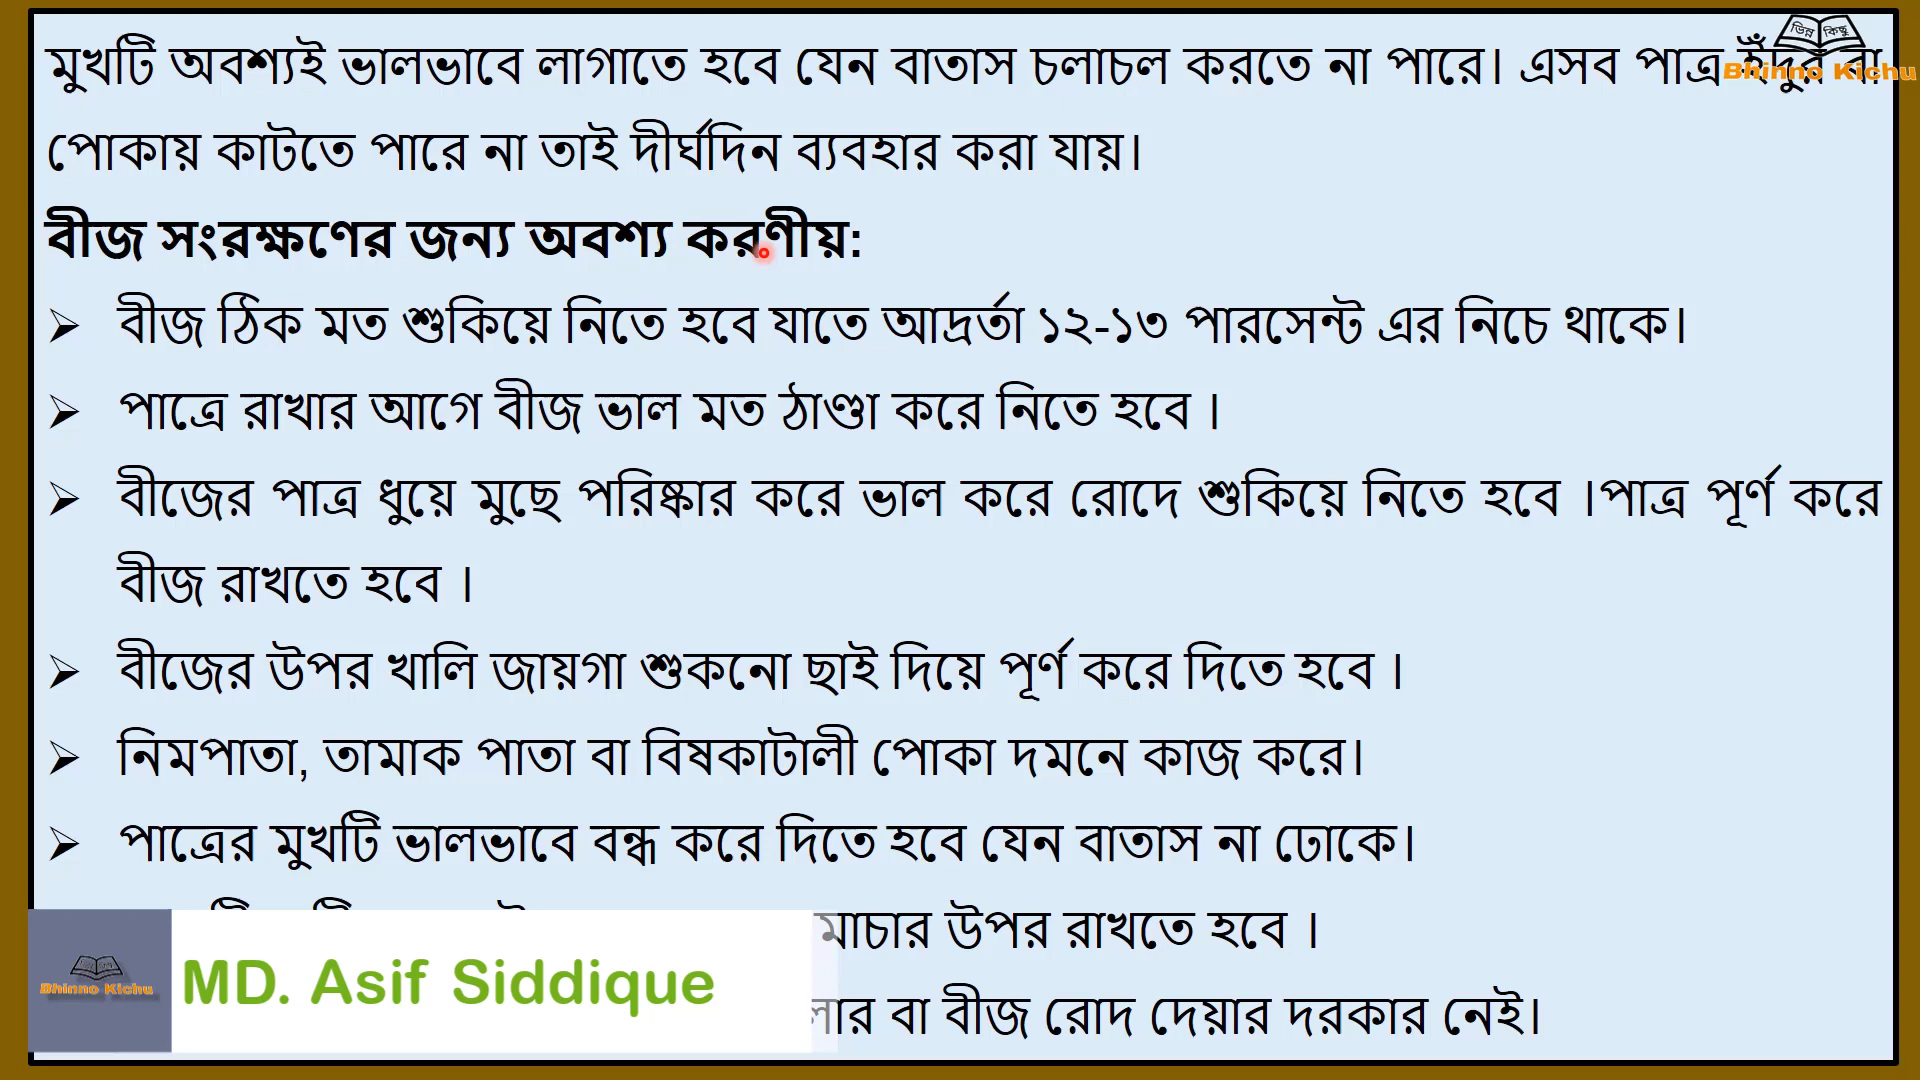 মুখটি অবশ্যই ভালভাবে লাগাতে হবে যেন বাতাস চলাচল করতে না পারে। এসব পাত্র ইঁদুর বা
পোকায় কাটতে পারে না তাই দীর্ঘদিন ব্যবহার করা যায়।
বীজ সংরক্ষণের জন্য অবশ্য করণীয়:
➢ বীজ ঠিক মত শুকিয়ে নিতে হবে যাতে আদ্রর্তা ১২-১৩ পারসেন্ট এর নিচে থাকে।
➢ পাত্রে রাখার আগে বীজ ভাল মত ঠাণ্ডা করে নিতে হবে ।
➢ বীজের পাত্র ধুয়ে মুছে পরিষ্কার করে ভাল করে রোদে শুকিয়ে নিতে হবে ।পাত্র পূর্ণ করে
বীজ রাখতে হবে ।
➢ বীজের উপর খালি জায়গা শুকনো ছাই দিয়ে পূর্ণ করে দিতে হবে ।
➢ নিমপাতা, তামাক পাতা বা বিষকাটালী পোকা দমনে কাজ করে।
➢ পাত্রের মুখটি ভালভাবে বন্ধ করে দিতে হবে যেন বাতাস না ঢোকে।
মাচার উপর রাখতে হবে ।
বা বীজ রোদ দেয়ার দরকার নেই।
ভিন্ন কিছু
Bhinno Kichu
Bhinno Kichu
MD. Asif Siddique